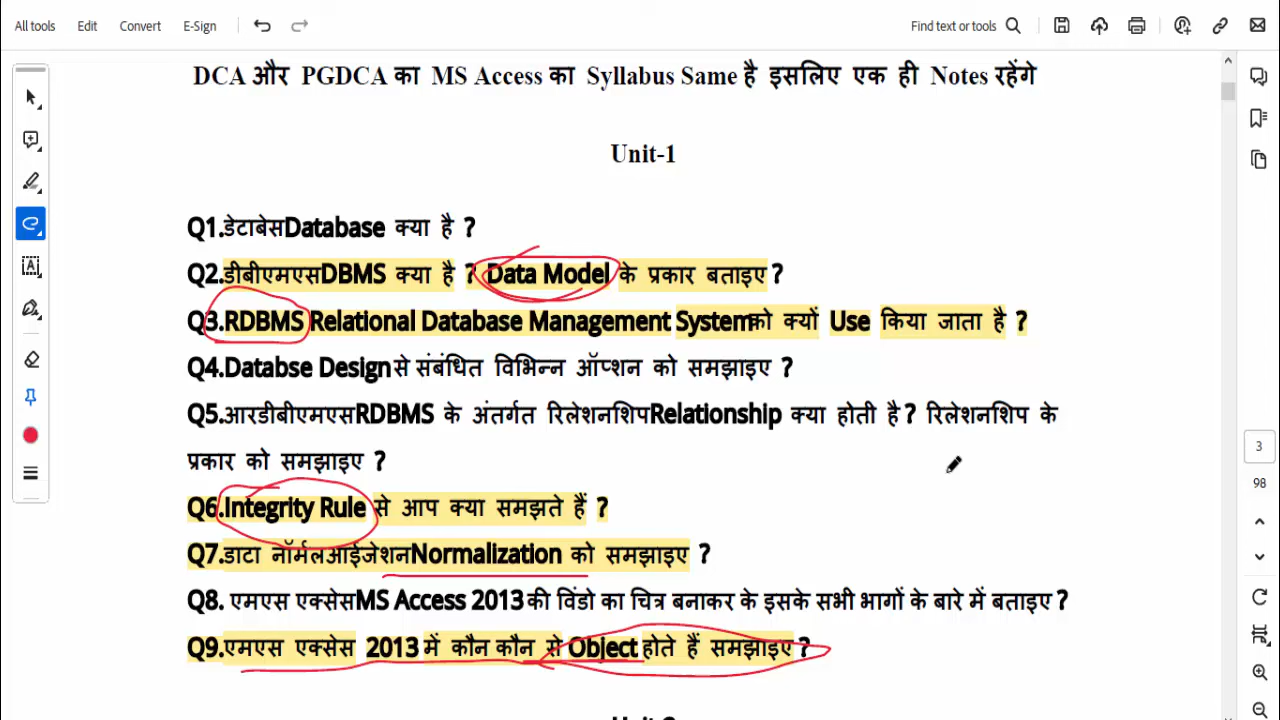 All tools Edit Convert E-Sign Find text or tools
DCA और PGDCA का MS Access का Syllabus Same है इसलिए एक ही Notes रहेंगे
Unit-1
Q1.डेटाबेसDatabase क्या है ?
Q2.डीबीएमएसDBMS क्या है ? Data Model के प्रकार बताइए ?
Q3.RDBMS Relational Database Management Systemको क्यों Use किया जाता है ?
Q4.Databse Designसे संबंधित विभिन्न ऑप्शन को समझाइए ?
Q5.आरडीबीएमएसRDBMS के अंतर्गत रिलेशनशिपRelationship क्या होती है? रिलेशनशिप के
प्रकार को समझाइए ?
3
98
Q6.Integrity Rule से आप क्या समझते हैं ?
Q7.डाटा नॉर्मलआईजेशनNormalization को समझाइए ?
Q8. एमएस एक्सेसMS Access 2013 की विंडो का चित्र बनाकर के इसके सभी भागों के बारे में बताइए ?
Q9.एमएस एक्सेस 2013 में कौन कौन से Object होते हैं समझाइए ?